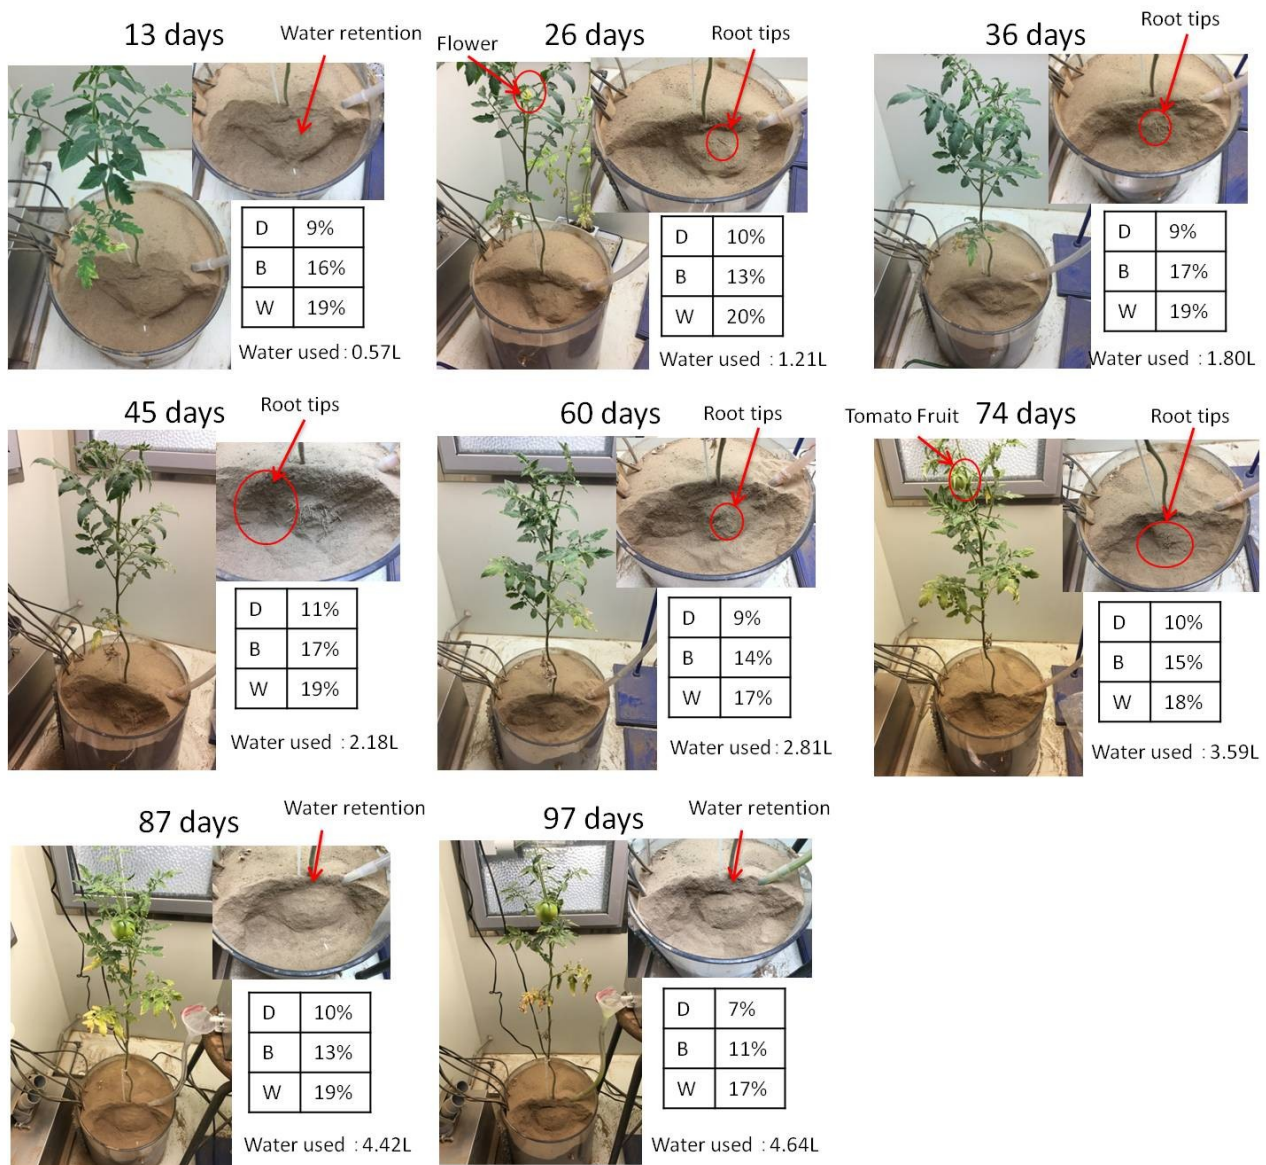 13 days
Water retention
D 9%
B 16%
W 19%
Water used : 0.57L
Flower
26 days
Root tips
D 10%
B 13%
W 20%
Water used : 1.21L
36 days
Root tips
D 9%
B 17%
W 19%
Water used : 1.80L
45 days
Root tips
D 11%
B 17%
W 19%
Water used : 2.18L
60 days
Root tips
D 9%
B 14%
W 17%
Water used : 2.81L
Tomato Fruit
74 days
Root tips
D 10%
B 15%
W 18%
Water used : 3.59L
87 days
Water retention
D 10%
B 13%
W 19%
Water used : 4.42L
97 days
Water retention
D 7%
B 11%
W 17%
Water used : 4.64L